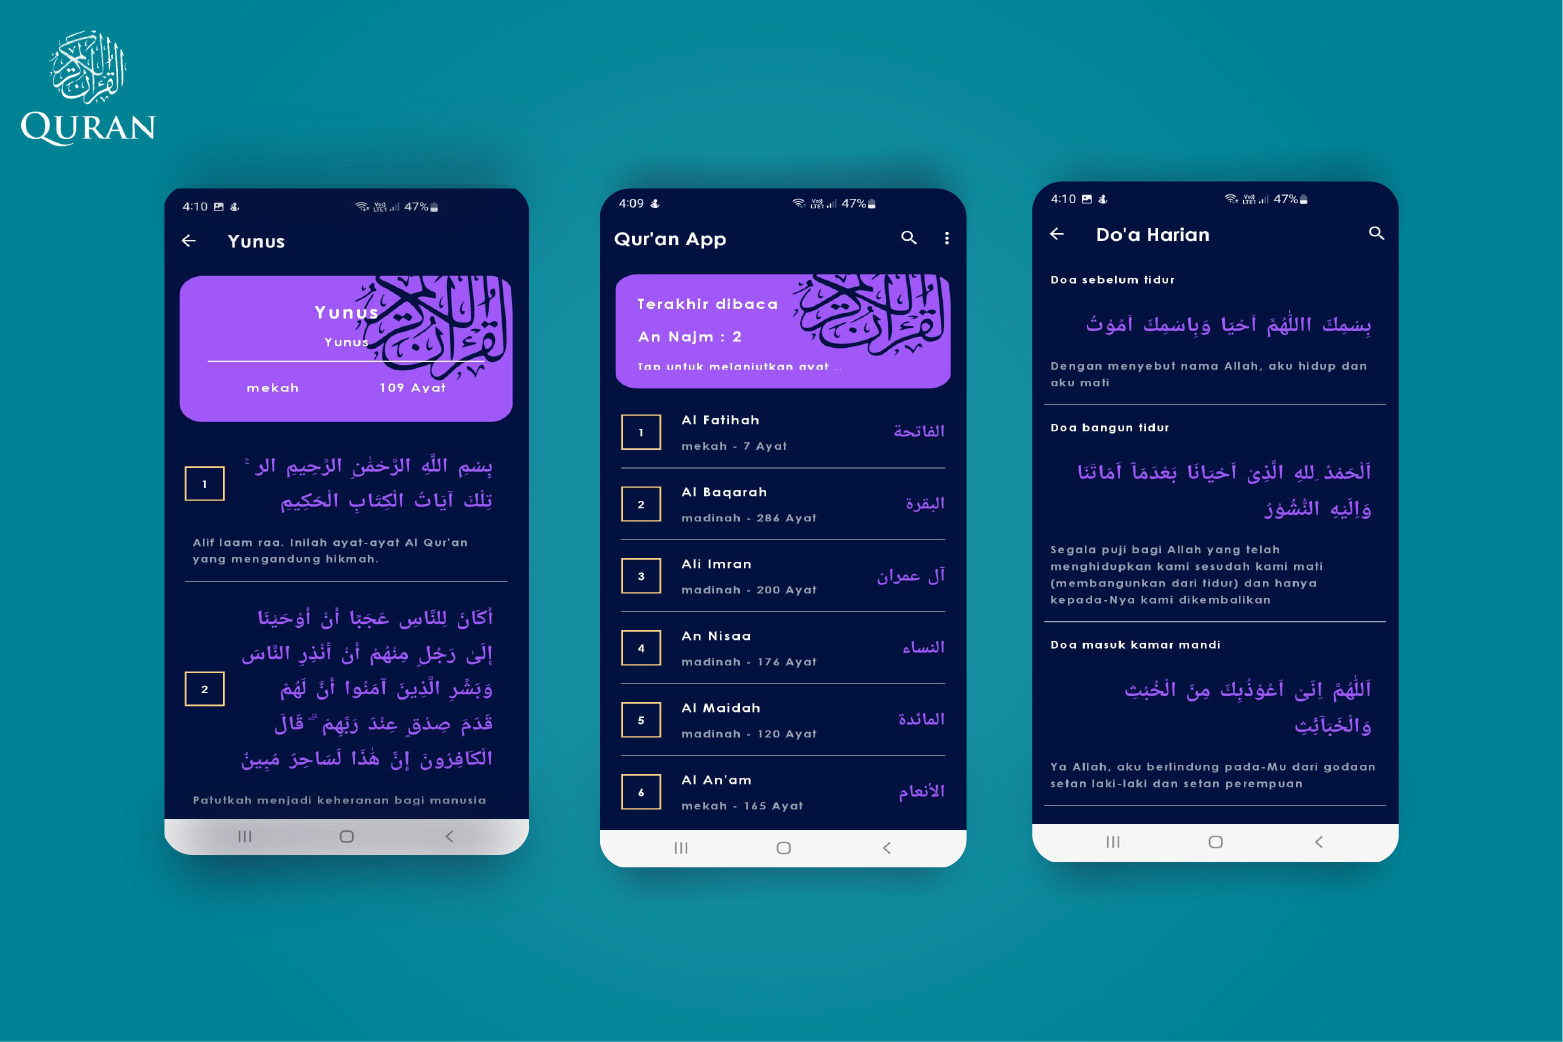 QURAN
4:10
47%
Yunus
Yunus
Yunus
mekah
109 Ayat
1
بِسْمِ اللَّهِ الرَّحْمَٰنِ الرَّحِيمِ الر ۚ
تِلْكَ آيَاتُ الْكِتَابِ الْحَكِيمِ
Alif laam raa. Inilah ayat-ayat Al Qur'an
yang mengandung hikmah.
2
أَكَانَ لِلنَّاسِ عَجَبًا أَنْ أَوْحَيْنَا
إِلَىٰ رَجُلٍ مِنْهُمْ أَنْ أَنْذِرِ النَّاسَ
وَبَشِّرِ الَّذِينَ آمَنُوا أَنَّ لَهُمْ
قَدَمَ صِدْقٍ عِنْدَ رَبِّهِمْ ۗ قَالَ
الْكَافِرُونَ إِنَّ هَٰذَا لَسَاحِرٌ مُبِينٌ
Patutkah menjadi keheranan bagi manusia
4:09
47%
Qur'an App
Terakhir dibaca
An Najm : 2
Tap untuk melanjutkan ayat ..
1
Al Fatihah
الفاتحة
mekah - 7 Ayat
2
Al Baqarah
البقرة
madinah - 286 Ayat
3
Ali Imran
آل عمران
madinah - 200 Ayat
4
An Nisaa
النساء
madinah - 176 Ayat
5
Al Maidah
المائدة
madinah - 120 Ayat
6
Al An'am
الأنعام
mekah - 165 Ayat
4:10
47%
Do'a Harian
Doa sebelum tidur
بِسْمِكَ االلّٰهُمَّ اَحْيَا وَبِاسْمِكَ اَمُوْتُ
Dengan menyebut nama Allah, aku hidup dan
aku mati
Doa bangun tidur
اَلْحَمْدُ ِللهِ الَّذِىْ اَحْيَانَا بَعْدَمَآ اَمَاتَنَا
وَاِلَيْهِ النُّشُوْرُ
Segala puji bagi Allah yang telah
menghidupkan kami sesudah kami mati
(membangunkan dari tidur) dan hanya
kepada-Nya kami dikembalikan
Doa masuk kamar mandi
اَللّٰهُمَّ اِنّىْ اَعُوْذُبِكَ مِنَ الْخُبُثِ
وَالْخَبَآئِثِ
Ya Allah, aku berlindung pada-Mu dari godaan
setan laki-laki dan setan perempuan